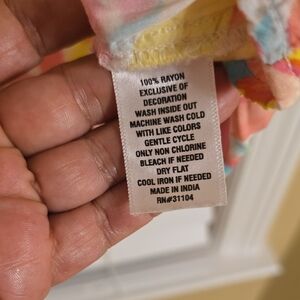 100% RAYON
EXCLUSIVE OF
DECORATION
WASH INSIDE OUT
MACHINE WASH COLD
WITH LIKE COLORS
GENTLE CYCLE
ONLY NON CHLORINE
BLEACH IF NEEDED
DRY FLAT
COOL IRON IF NEEDED
MADE IN INDIA
RN#31104